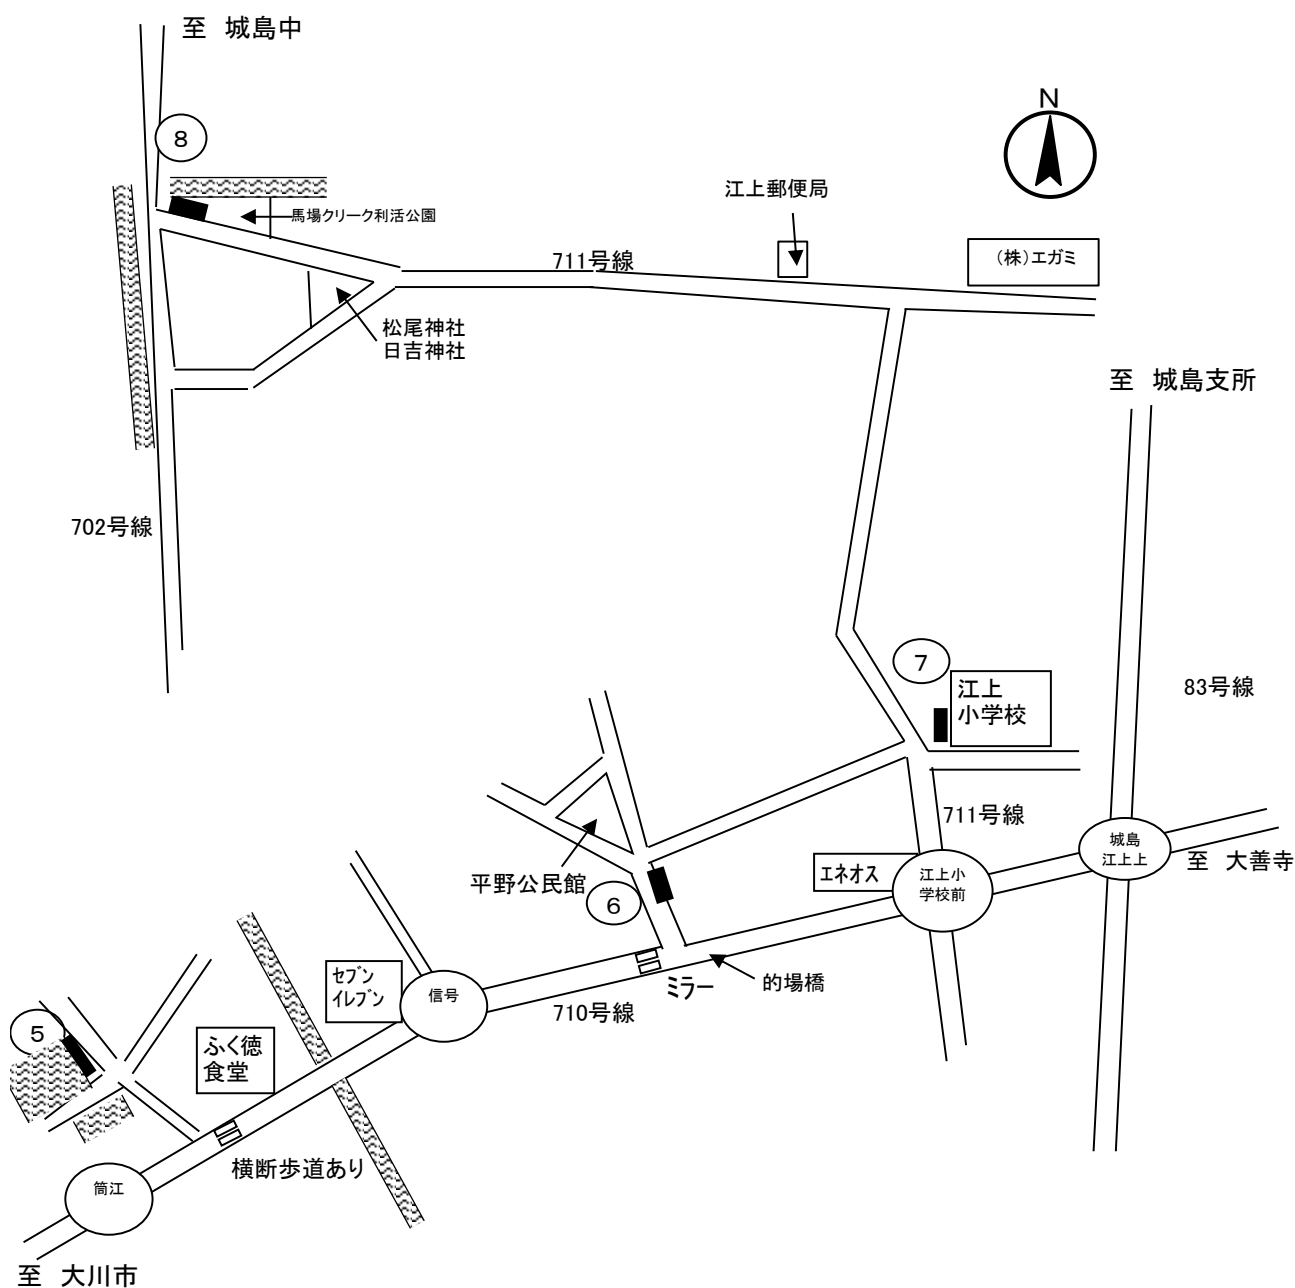 至　城島中
N
8
江上郵便局
馬場クリーク利活公園
711号線
（株）エガミ
松尾神社
日吉神社
至　城島支所
702号線
7
江上
小学校
83号線
711号線
城島
江上上
至　大善寺
エネオス
江上小
学校前
平野公民館
6
セブン
イレブン
信号
ミラー
的場橋
710号線
5
ふく徳
食堂
横断歩道あり
筒江
至　大川市